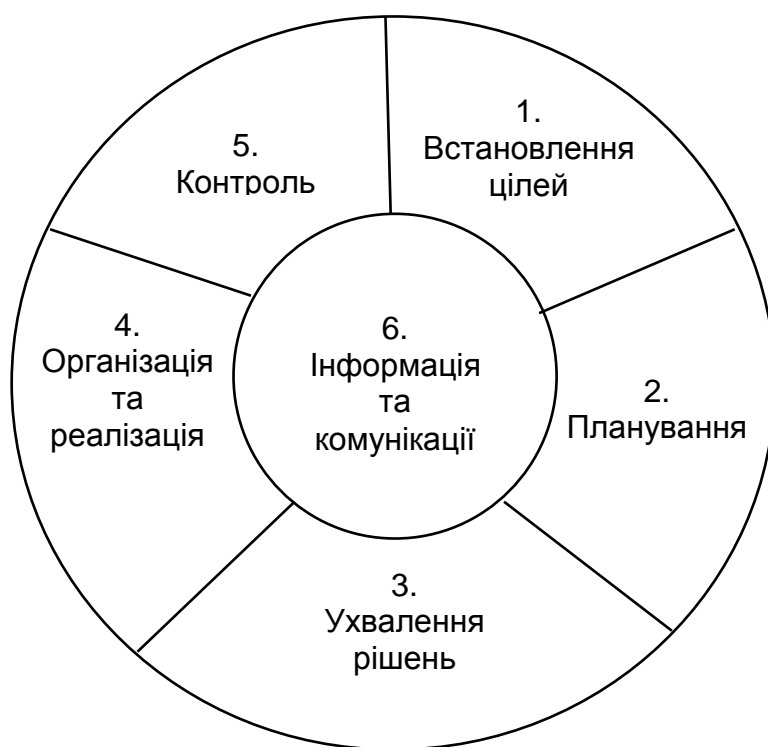 1.
Встановлення
цілей
2.
Планування
3.
Ухвалення
рішень
4.
Організація
та
реалізація
5.
Контроль
6.
Інформація
та
комунікації